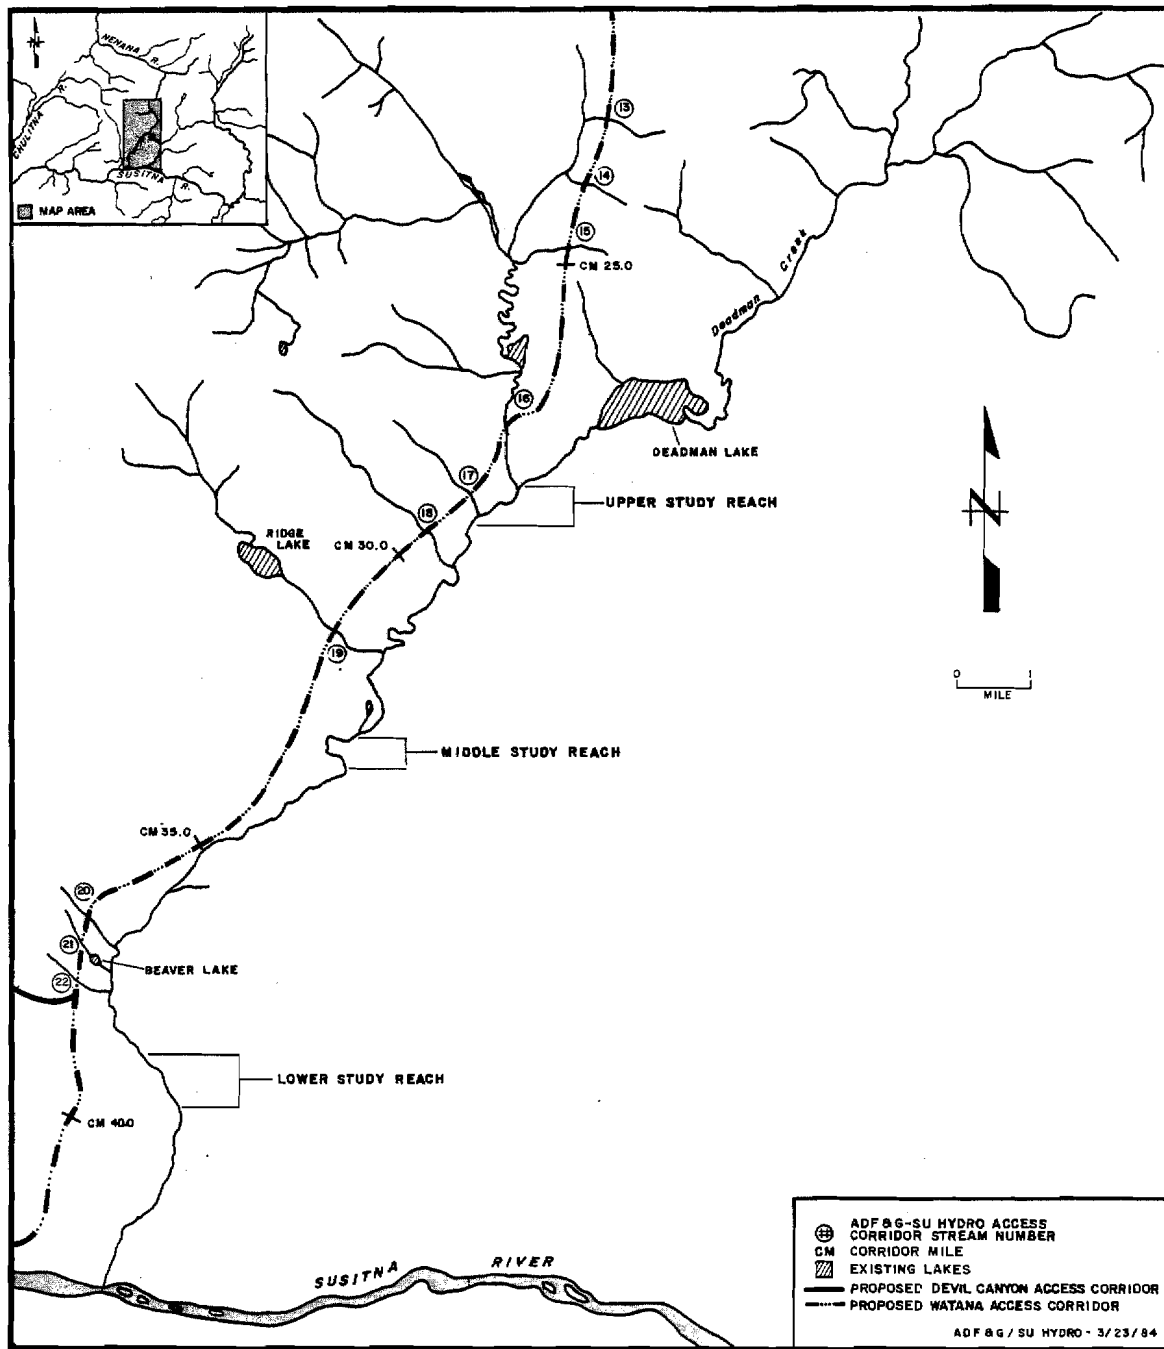 N
NENANA R.
CHULITNA R.
SUSITNA R.
MAP AREA
13
14
15
CM 25.0
Deadman Creek
16
DEADMAN LAKE
17
UPPER STUDY REACH
18
RIDGE
LAKE
CM 30.0
N
19
0 1
MILE
MIDDLE STUDY REACH
CM 35.0
20
21
BEAVER LAKE
22
LOWER STUDY REACH
CM 40.0
SUSITNA RIVER
# ADF&G-SU HYDRO ACCESS
CORRIDOR STREAM NUMBER
CM CORRIDOR MILE
EXISTING LAKES
PROPOSED DEVIL CANYON ACCESS CORRIDOR
PROPOSED WATANA ACCESS CORRIDOR
ADF&G/SU HYDRO - 3/23/84